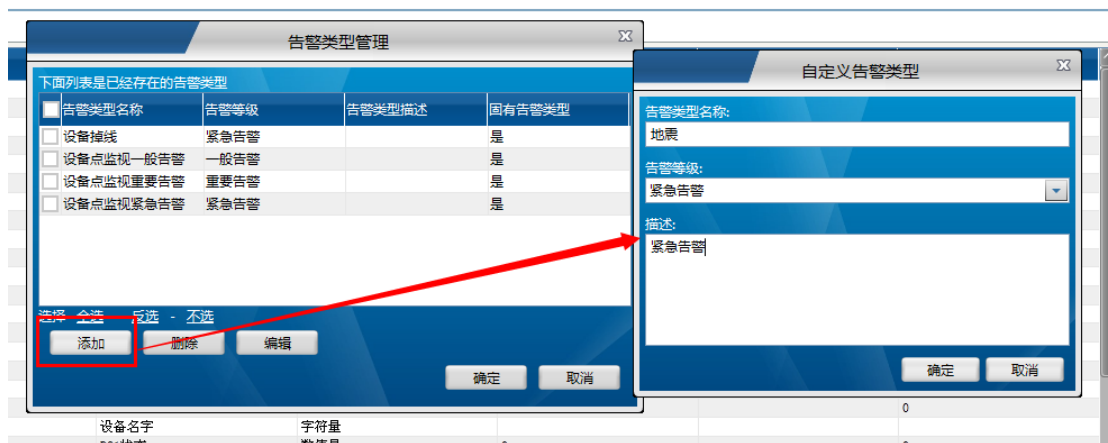 告警类型管理
下面列表是已经存在的告警类型
告警类型名称 告警等级 告警类型描述 固有告警类型
设备掉线 紧急告警 是
设备点监视一般告警 一般告警 是
设备点监视重要告警 重要告警 是
设备点监视紧急告警 紧急告警 是
选择 全选 反选 - 不选
添加 删除 编辑
确定 取消
自定义告警类型
告警类型名称:
地震
告警等级:
紧急告警
描述:
紧急告警
确定 取消
0
设备名字 字符量